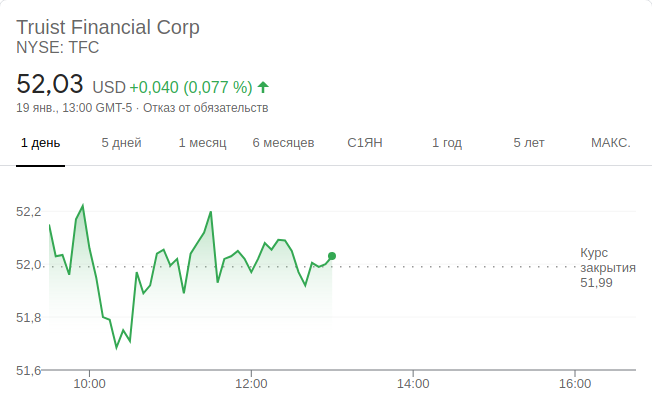 Truist Financial Corp
NYSE: TFC
52,03 USD +0,040 (0,077 %)
19 янв., 13:00 GMT-5 · Отказ от обязательств
1 день 5 дней 1 месяц 6 месяцев С1ЯН 1 год 5 лет МАКС.
52,2
52,0
51,8
51,6
Курс
закрытия
51,99
10:00 12:00 14:00 16:00